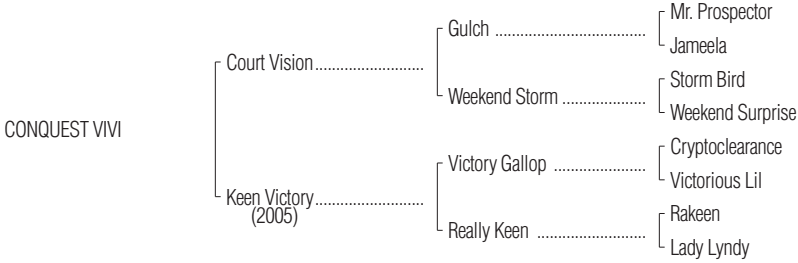 Mr. Prospector
Gulch ....................................
Jameela
Court Vision..........................
Storm Bird
Weekend Storm ....................
Weekend Surprise
CONQUEST VIVI
Cryptoclearance
Victory Gallop ......................
Victorious Lil
Keen Victory..........................
(2005)
Rakeen
Really Keen ..........................
Lady Lyndy